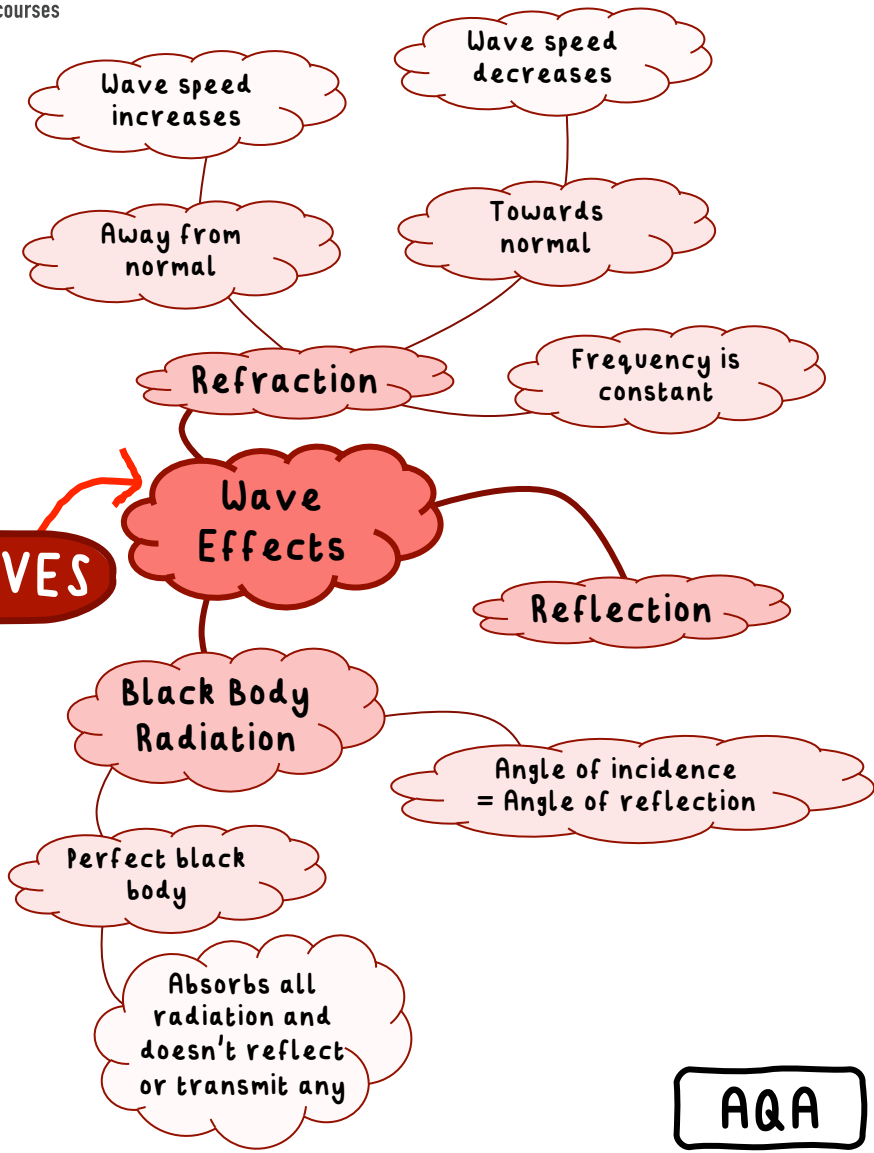 courses
Wave speed
increases
Wave speed
decreases
Away from
normal
Towards
normal
Refraction
Frequency is
constant
Wave
Effects
VES
Reflection
Black Body
Radiation
Angle of incidence
= Angle of reflection
Perfect black
body
Absorbs all
radiation and
doesn't reflect
or transmit any
AQA